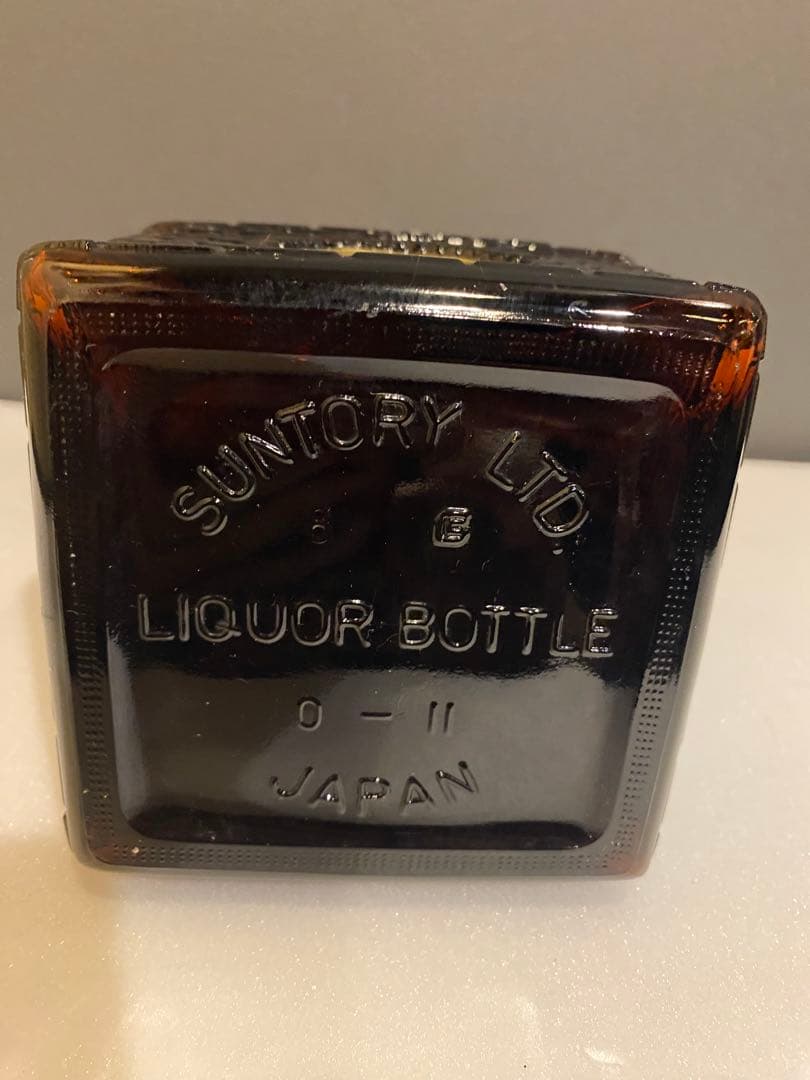 SUNTORY LTD.
8 E
LIQUOR BOTTLE
0 - 11
JAPAN